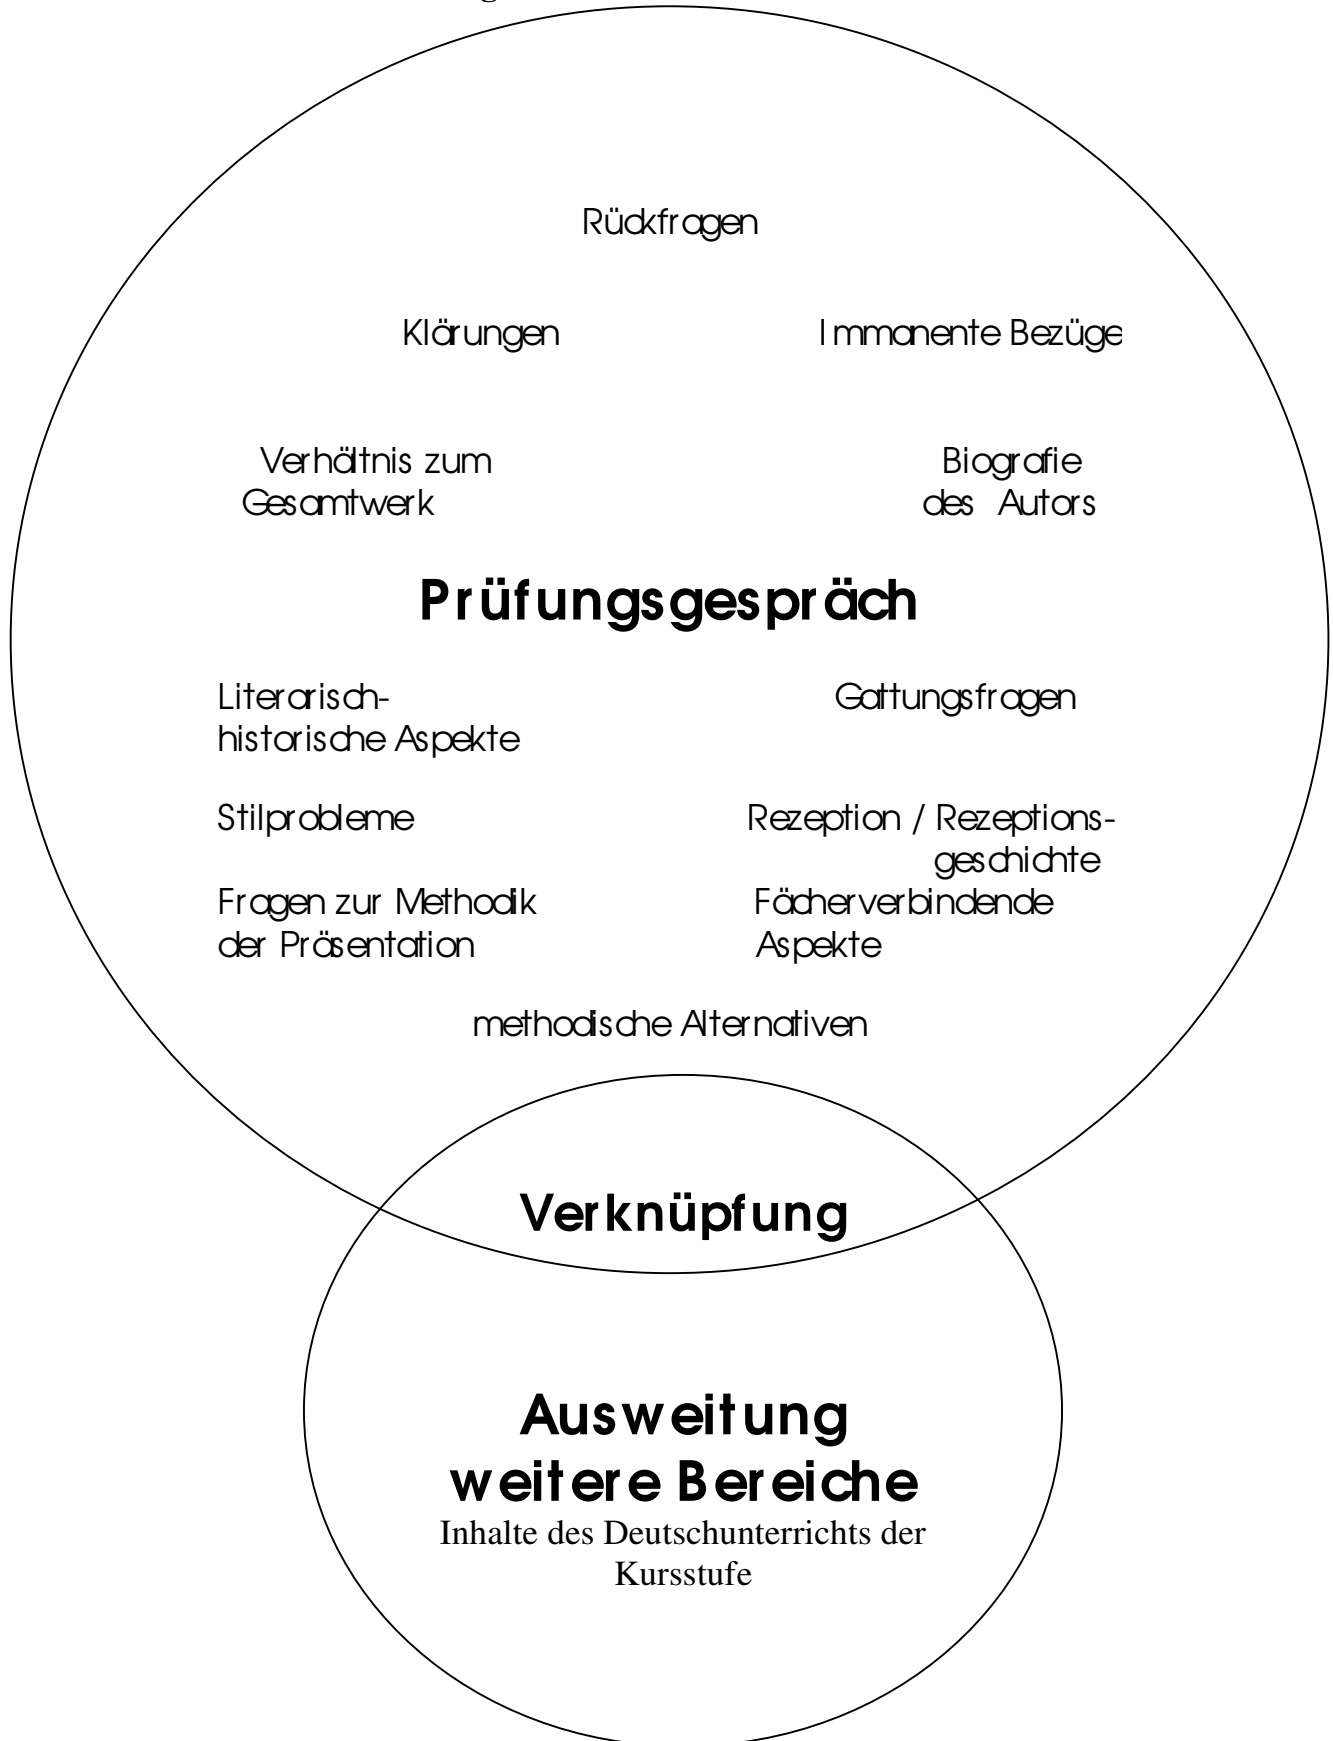 Rückfragen
Klärungen
Immanente Bezüge
Verhältnis zum
Gesamtwerk
Biografie
des Autors
Prüfungsgespräch
Literarisch-
historische Aspekte
Gattungsfragen
Stilprobleme
Rezeption / Rezeptions-
geschichte
Fragen zur Methodik
der Präsentation
Fächerverbindende
Aspekte
methodische Alternativen
Verknüpfung
Ausweitung
weitere Bereiche
Inhalte des Deutschunterrichts der
Kursstufe